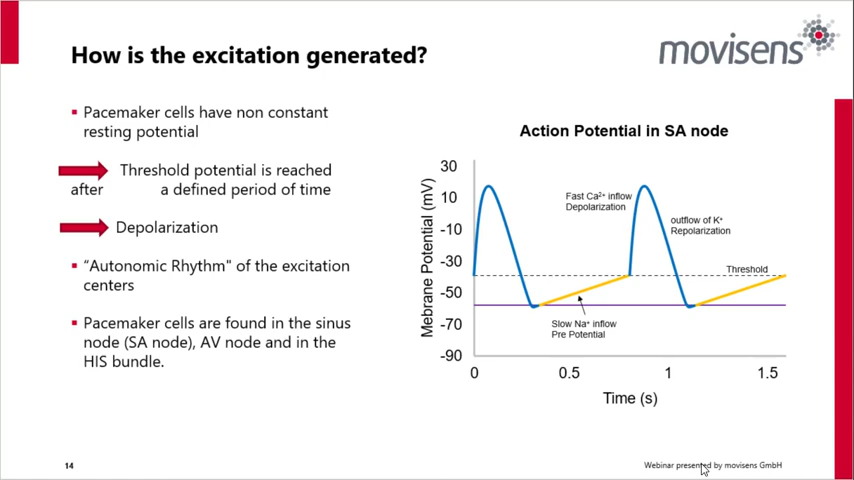 How is the excitation generated?
movisens
▪ Pacemaker cells have non constant
resting potential
Threshold potential is reached
after a defined period of time
Depolarization
▪ “Autonomic Rhythm" of the excitation
centers
▪ Pacemaker cells are found in the sinus
node (SA node), AV node and in the
HIS bundle.
Action Potential in SA node
Mebrane Potential (mV)
30
10
-10
-30
-50
-70
-90
Fast Ca²⁺ inflow
Depolarization
outflow of K⁺
Repolarization
Threshold
Slow Na⁺ inflow
Pre Potential
0 0.5 1 1.5
Time (s)
14
Webinar presented by movisens GmbH